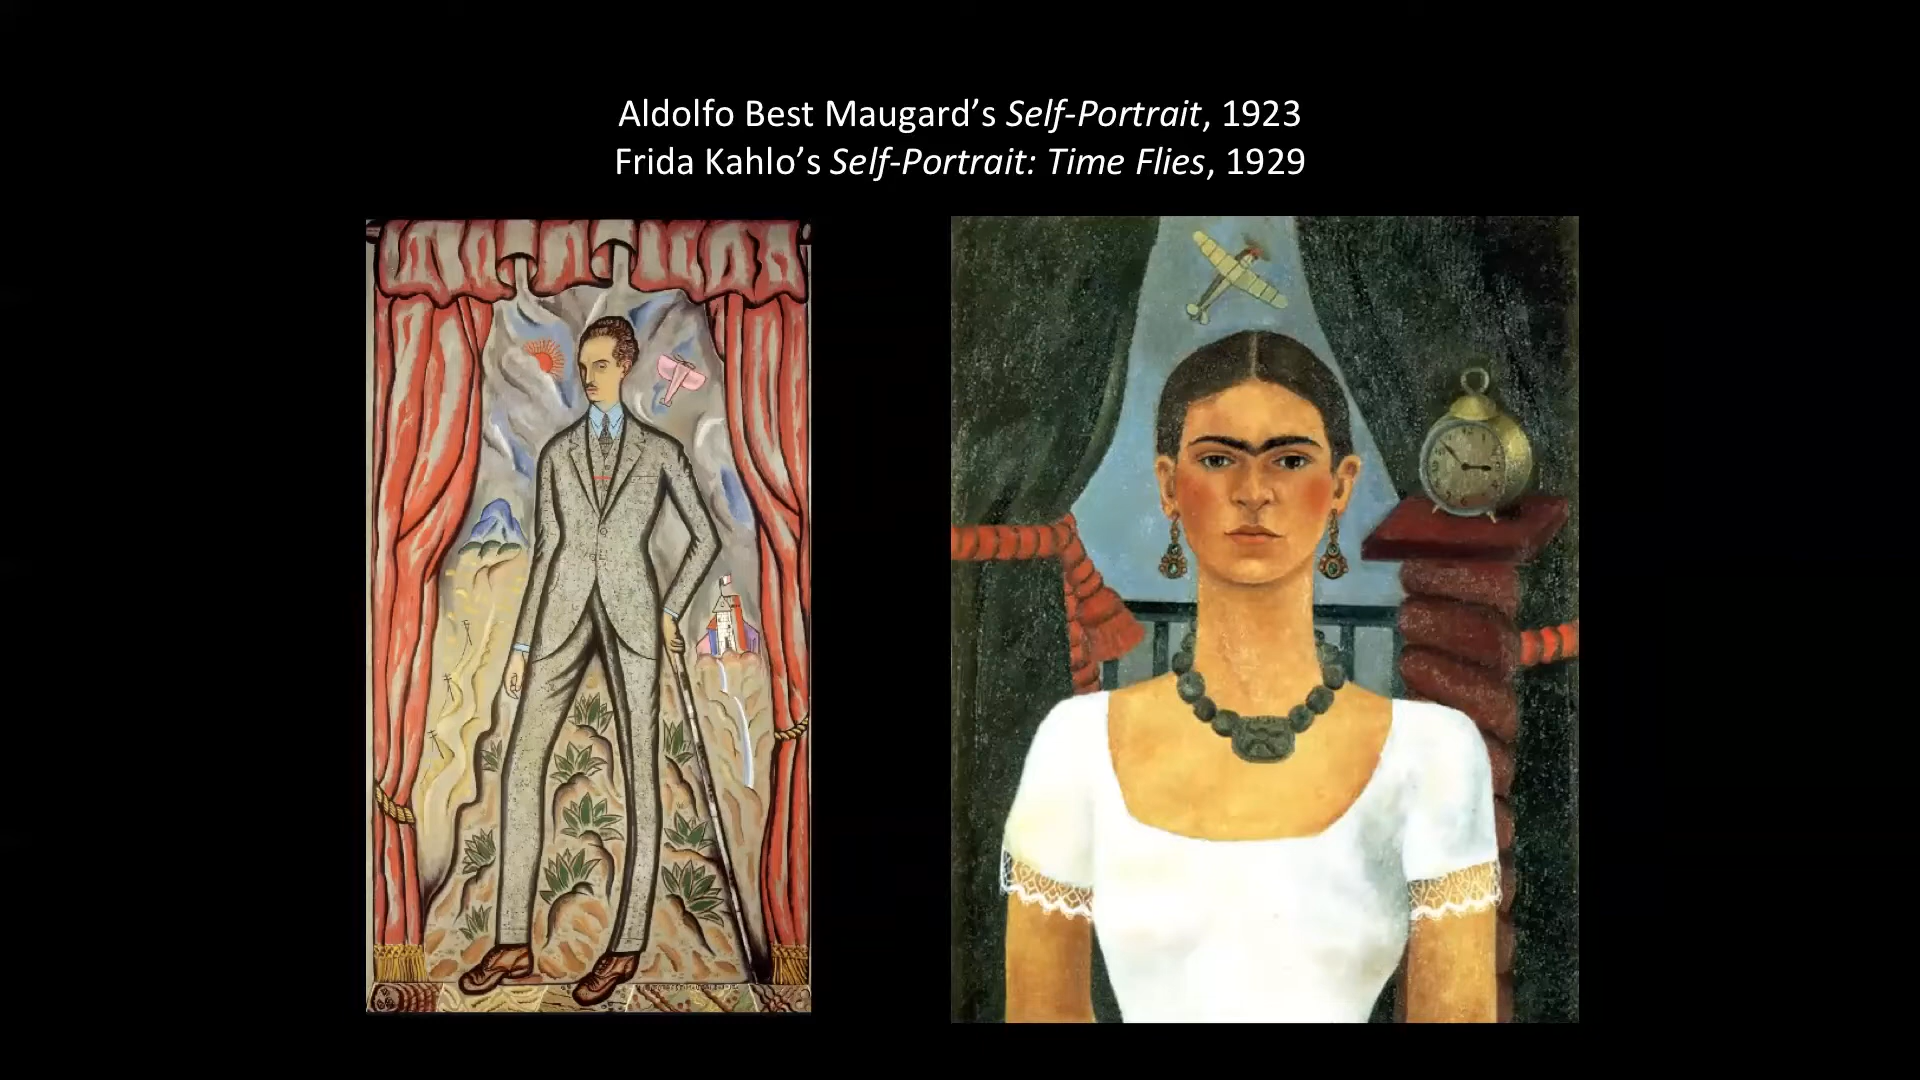 Aldolfo Best Maugard’s Self-Portrait, 1923
Frida Kahlo’s Self-Portrait: Time Flies, 1929